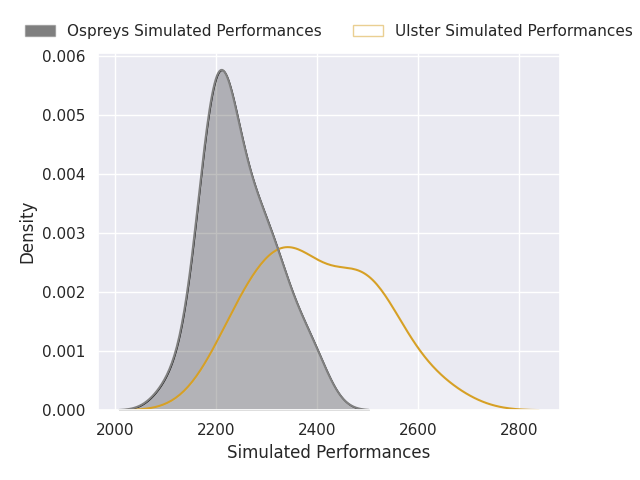 Ospreys Simulated Performances Ulster Simulated Performances
0.006
0.005
0.004
0.003
0.002
0.001
0.000
Density
2000 2200 2400 2600 2800
Simulated Performances